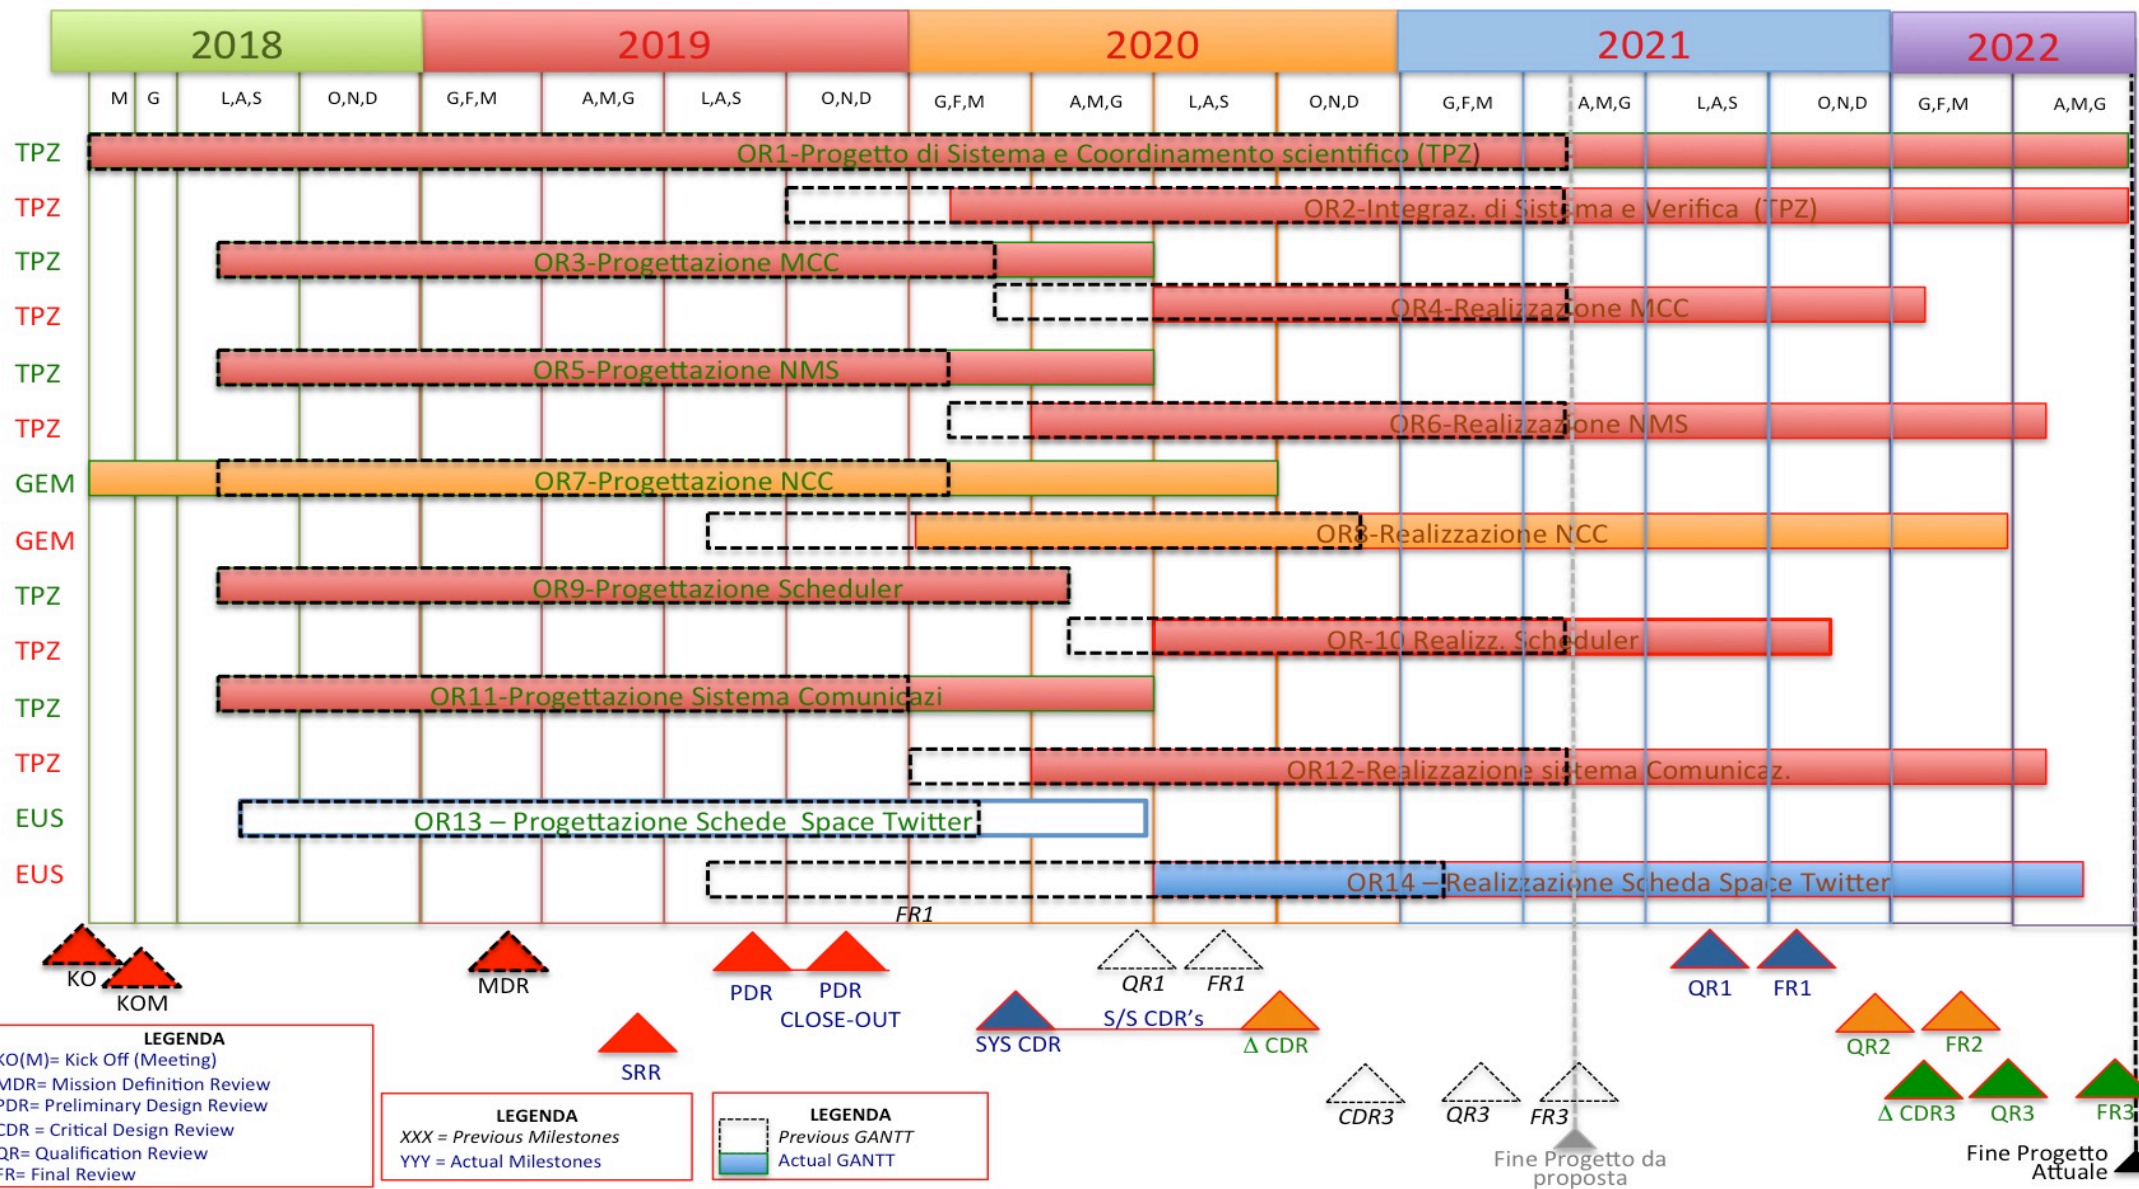 2018 2019 2020 2021 2022
M G L,A,S O,N,D G,F,M A,M,G L,A,S O,N,D G,F,M A,M,G L,A,S O,N,D G,F,M A,M,G L,A,S O,N,D G,F,M A,M,G
TPZ OR1-Progetto di Sistema e Coordinamento scientifico (TPZ)
TPZ OR2-Integraz. di Sistema e Verifica (TPZ)
TPZ OR3-Progettazione MCC
TPZ OR4-Realizzazione MCC
TPZ OR5-Progettazione NMS
TPZ OR6-Realizzazione NMS
GEM OR7-Progettazione NCC
GEM OR8-Realizzazione NCC
TPZ OR9-Progettazione Scheduler
TPZ OR-10 Realizz. Scheduler
TPZ OR11-Progettazione Sistema Comunicazi
TPZ OR12-Realizzazione sistema Comunicaz.
EUS OR13 – Progettazione Schede Space Twitter
EUS OR14 – Realizzazione Scheda Space Twitter
FR1
KO
KOM
MDR
SRR
PDR
PDR
CLOSE-OUT
SYS CDR
S/S CDR's
Δ CDR
QR1
FR1
CDR3
QR3
FR3
QR1
FR1
QR2
FR2
Δ CDR3
QR3
FR3
Fine Progetto da
proposta
Fine Progetto
Attuale
LEGENDA
KO(M)= Kick Off (Meeting)
MDR= Mission Definition Review
PDR= Preliminary Design Review
CDR = Critical Design Review
QR= Qualification Review
FR= Final Review
LEGENDA
XXX = Previous Milestones
YYY = Actual Milestones
LEGENDA
Previous GANTT
Actual GANTT